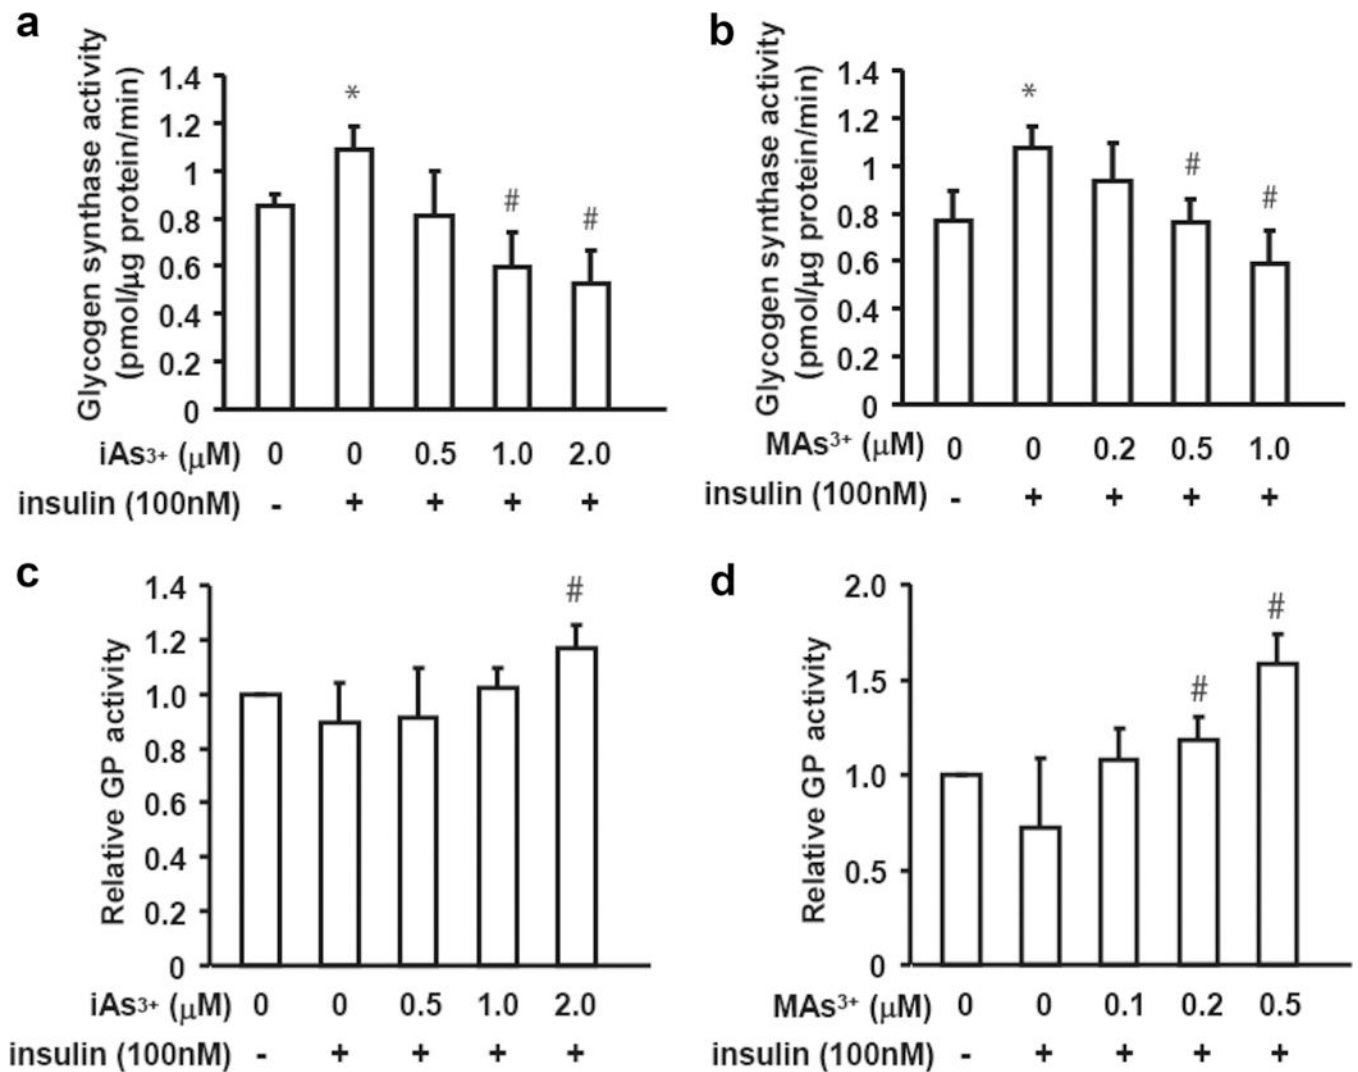 a
Glycogen synthase activity
(pmol/µg protein/min)
1.4
*
1.2
1
0.8
#
#
0.6
0.4
0.2
0
iAs3+ (µM) 0 0 0.5 1.0 2.0
insulin (100nM) - + + + +
b
Glycogen synthase activity
(pmol/µg protein/min)
1.4
*
1.2
1
#
0.8
#
0.6
0.4
0.2
0
MAs3+ (µM) 0 0 0.2 0.5 1.0
insulin (100nM) - + + + +
c
Relative GP activity
1.4
#
1.2
1.0
0.8
0.6
0.4
0.2
0
iAs3+ (µM) 0 0 0.5 1.0 2.0
insulin (100nM) - + + + +
d
Relative GP activity
2.0
#
1.5
#
1.0
0.5
0
MAs3+ (µM) 0 0 0.1 0.2 0.5
insulin (100nM) - + + + +